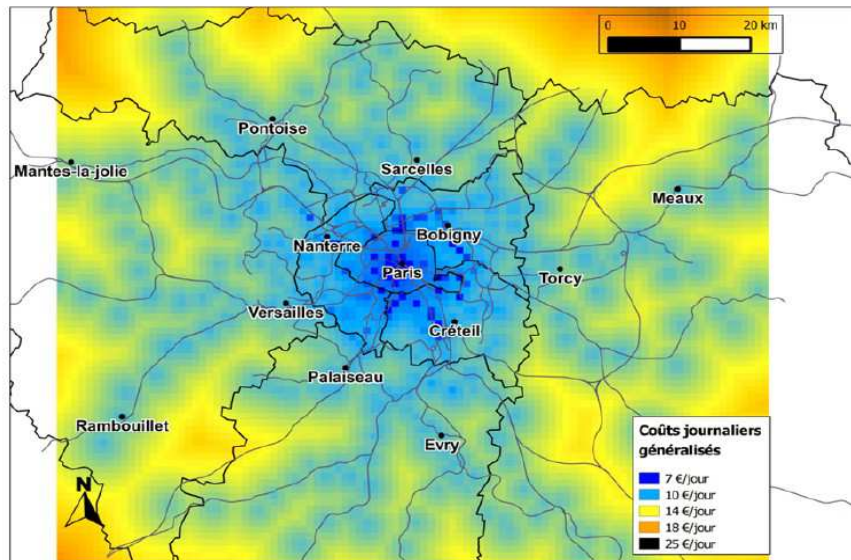 0 10 20 km
Pontoise
Mantes-la-jolie
Sarcelles
Meaux
Nanterre
Bobigny
Paris
Torcy
Versailles
Créteil
Palaiseau
Rambouillet
Evry
N
Coûts journaliers
généralisés
7 €/jour
10 €/jour
14 €/jour
18 €/jour
25 €/jour